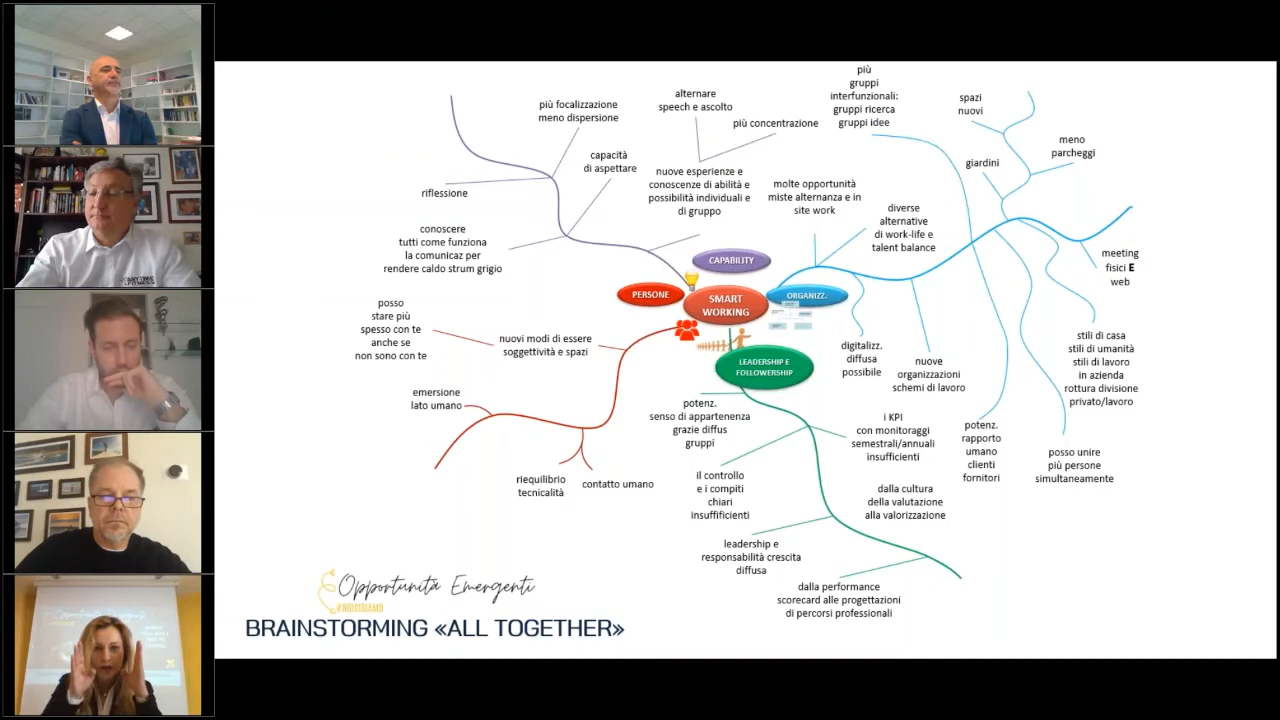 più
gruppi
interfunzionali:
gruppi ricerca
gruppi idee
alternare
speech e ascolto
più focalizzazione
meno dispersione
più concentrazione
spazi
nuovi
meno
parcheggi
giardini
capacità
di aspettare
riflessione
nuove esperienze e
conoscenze di abilità e
possibilità individuali e
di gruppo
molte opportunità
miste alternanza e in
site work
diverse
alternative
di work-life e
talent balance
conoscere
tutti come funziona
la comunicaz per
rendere caldo strum grigio
CAPABILITY
meeting
fisici E
web
PERSONE
SMART
WORKING
ORGANIZZ.
posso
stare più
spesso con te
anche se
non sono con te
nuovi modi di essere
soggettività e spazi
digitalizz.
diffusa
possibile
nuove
organizzazioni
schemi di lavoro
stili di casa
stili di umanità
stili di lavoro
in azienda
rottura divisione
privato/lavoro
LEADERSHIP E
FOLLOWERSHIP
emersione
lato umano
potenz.
senso di appartenenza
grazie diffus
gruppi
i KPI
con monitoraggi
semestrali/annuali
insufficienti
potenz.
rapporto
umano
clienti
fornitori
posso unire
più persone
simultaneamente
riequilibrio
tecnicalità
contatto umano
il controllo
e i compiti
chiari
insuffificienti
dalla cultura
della valutazione
alla valorizzazione
leadership e
responsabilità crescita
diffusa
dalla performance
scorecard alle progettazioni
di percorsi professionali
Opportunità Emergenti
#NOICISIAMO
BRAINSTORMING «ALL TOGETHER»